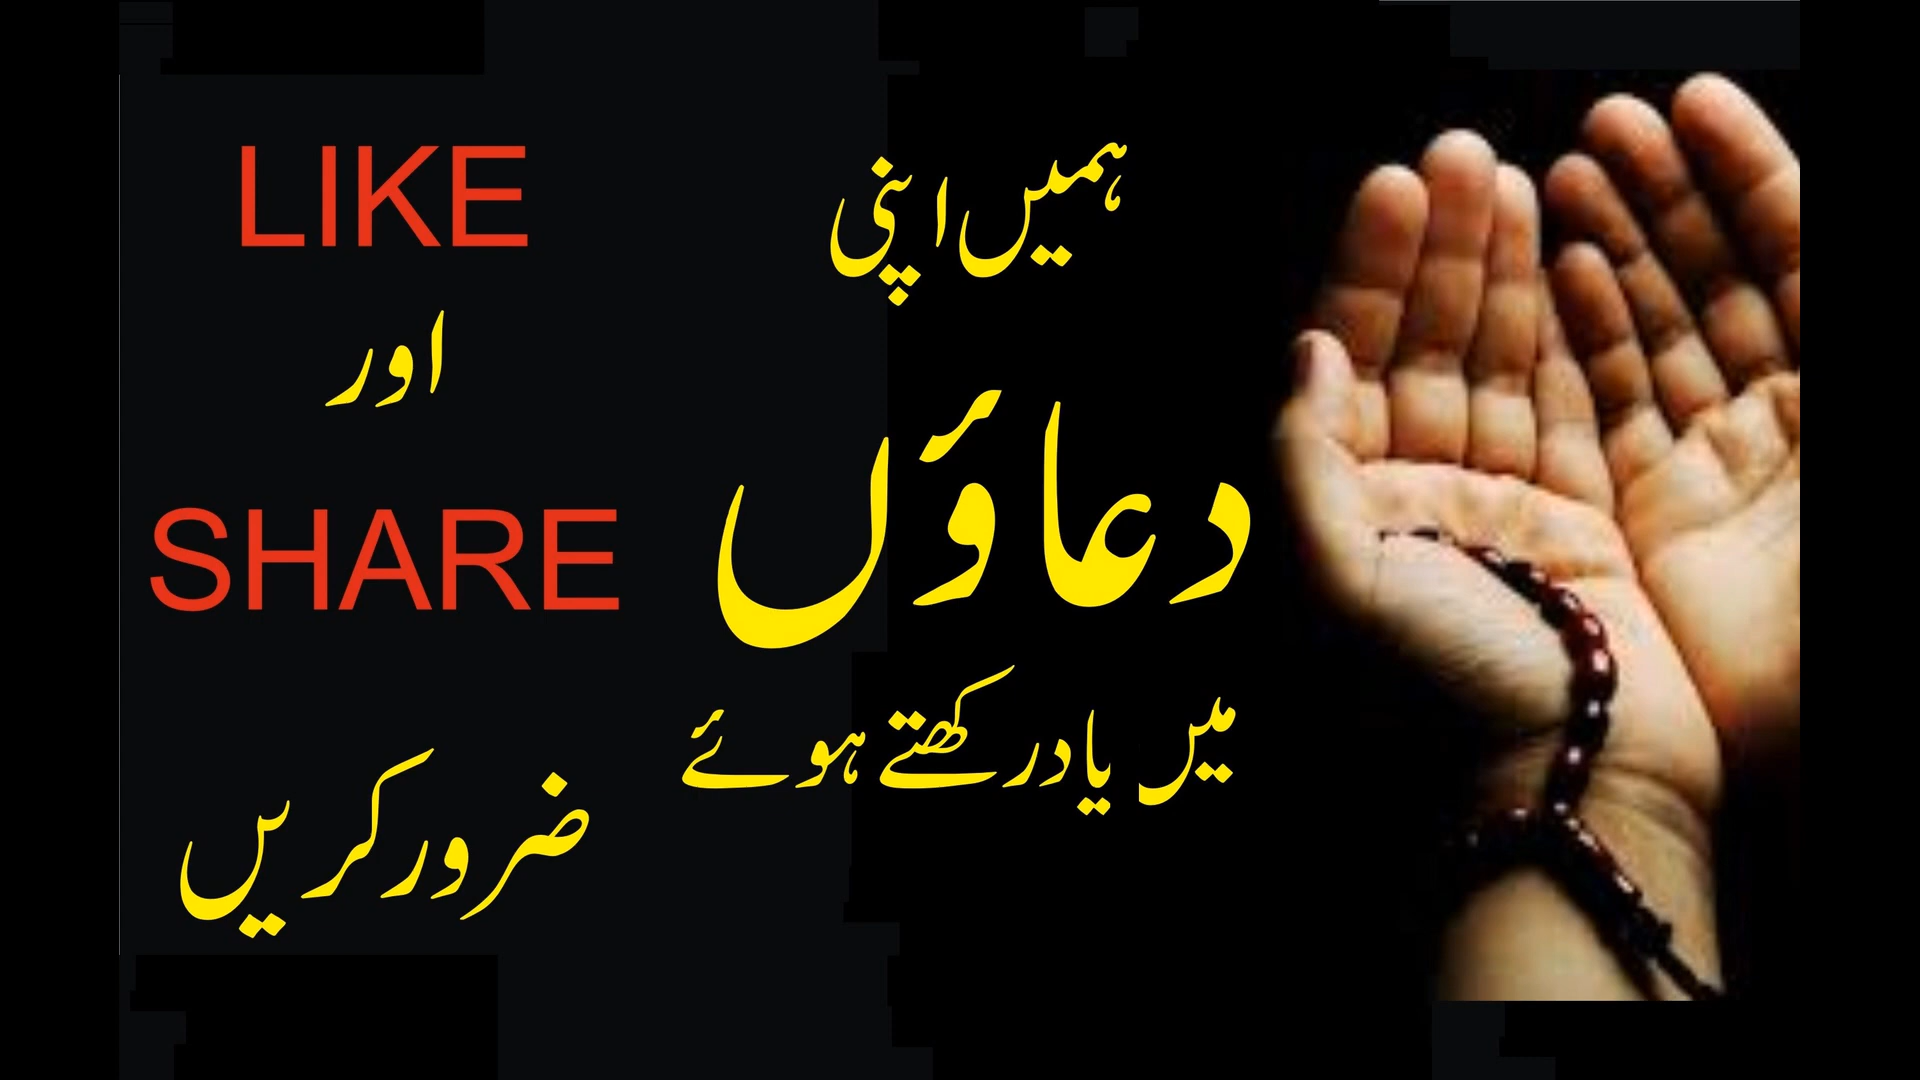 ہمیں اپنی
دعاؤں
میں یاد رکھتے ہوئے
LIKE
اور
SHARE
ضرور کریں